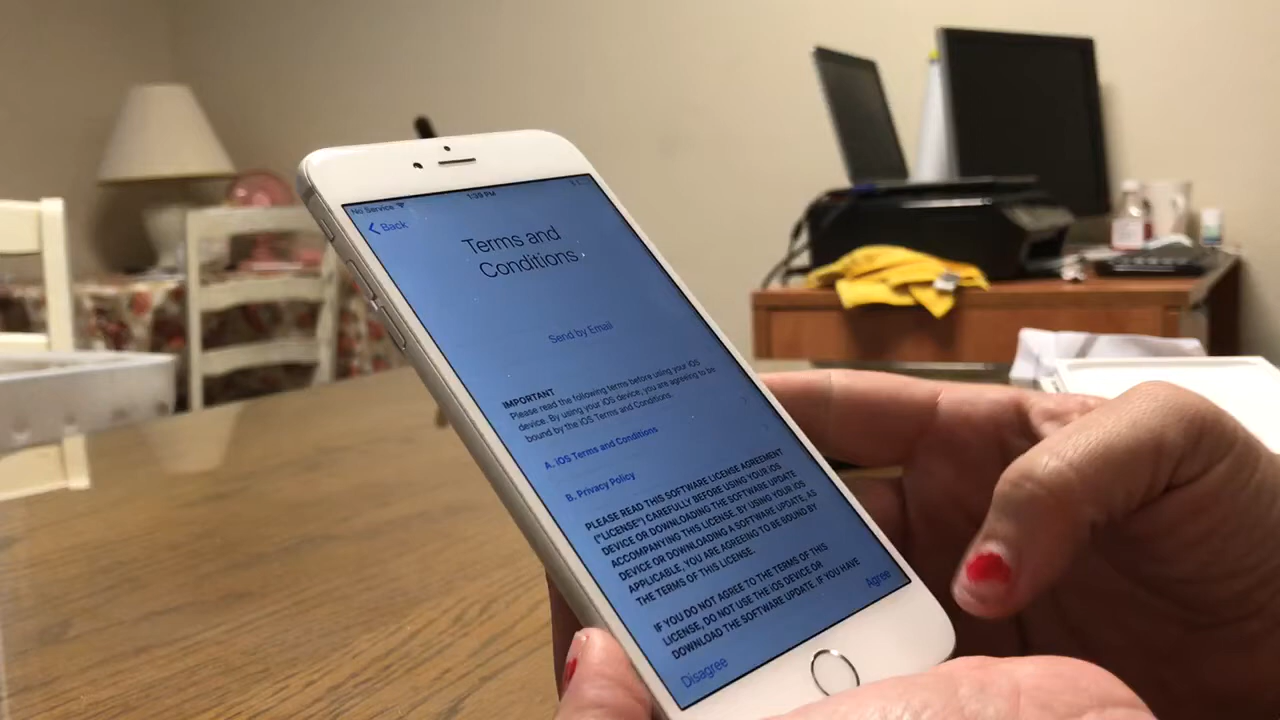 No Service
1:39 PM
Back
Terms and
Conditions
Send by Email
IMPORTANT
Please read the following terms before using your iOS
device. By using your iOS device, you are agreeing to be
bound by the iOS Terms and Conditions.
A. iOS Terms and Conditions
B. Privacy Policy
PLEASE READ THIS SOFTWARE LICENSE AGREEMENT
("LICENSE") CAREFULLY BEFORE USING YOUR iOS
DEVICE OR DOWNLOADING THE SOFTWARE UPDATE
ACCOMPANYING THIS LICENSE. BY USING YOUR iOS
DEVICE OR DOWNLOADING A SOFTWARE UPDATE, AS
APPLICABLE, YOU ARE AGREEING TO BE BOUND BY
THE TERMS OF THIS LICENSE.
IF YOU DO NOT AGREE TO THE TERMS OF THIS
LICENSE, DO NOT USE THE iOS DEVICE OR
DOWNLOAD THE SOFTWARE UPDATE. IF YOU HAVE
Disagree
Agree